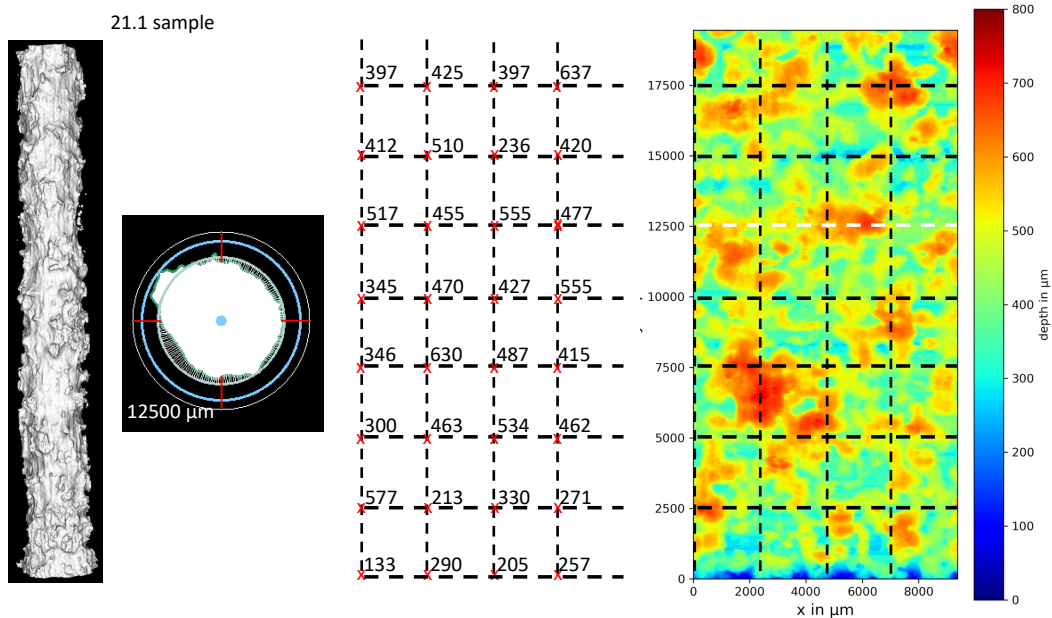 21.1 sample
12500 µm
397 425 397 637
412 510 236 420
517 455 555 477
345 470 427 555
346 630 487 415
300 463 534 462
577 213 330 271
133 290 205 257
17500
15000
12500
10000
7500
5000
2500
0
0 2000 4000 6000 8000
x in µm
800
700
600
500
400
300
200
100
0
depth in µm